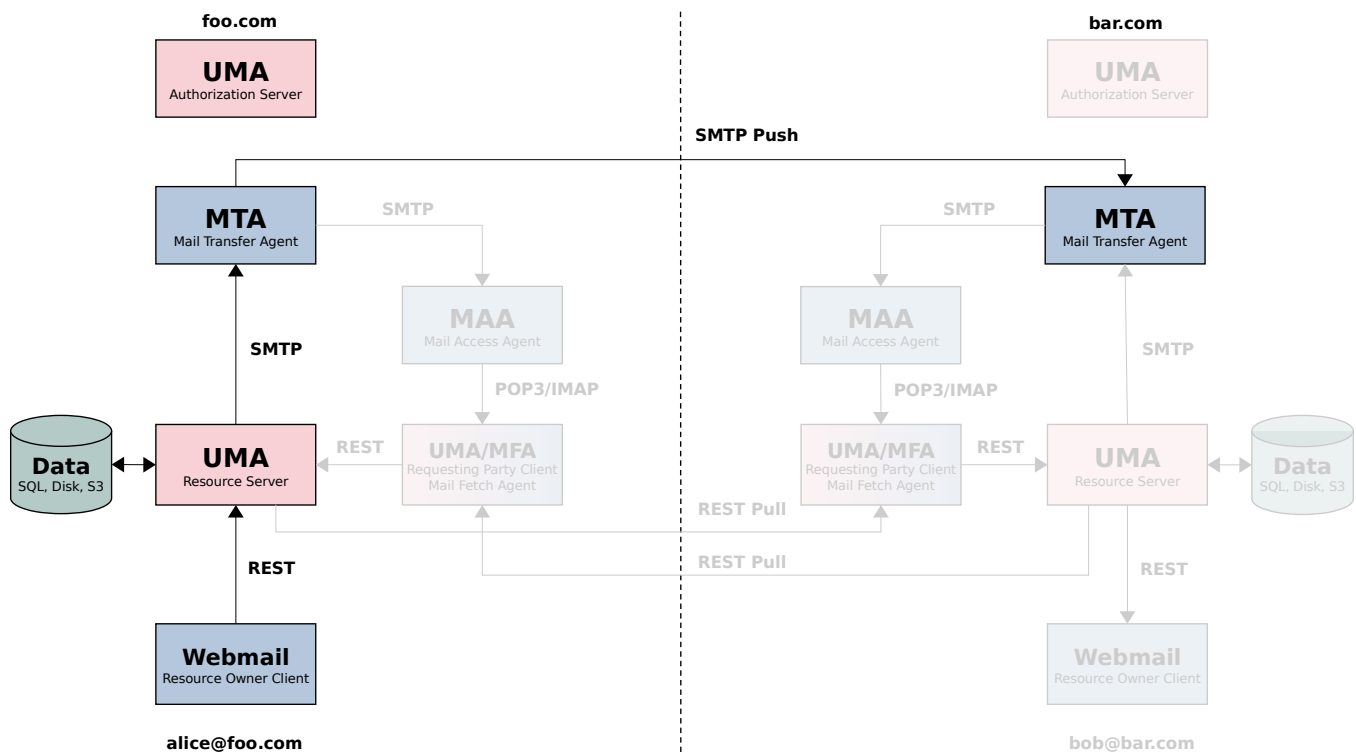 foo.com
bar.com
UMA
Authorization Server
UMA
Authorization Server
SMTP Push
MTA
Mail Transfer Agent
SMTP
SMTP
MTA
Mail Transfer Agent
MAA
Mail Access Agent
MAA
Mail Access Agent
SMTP
SMTP
POP3/IMAP
POP3/IMAP
Data
SQL, Disk, S3
UMA
Resource Server
REST
UMA/MFA
Requesting Party Client
Mail Fetch Agent
UMA/MFA
Requesting Party Client
Mail Fetch Agent
REST
UMA
Resource Server
Data
SQL, Disk, S3
REST Pull
REST Pull
REST
REST
Webmail
Resource Owner Client
Webmail
Resource Owner Client
alice@foo.com
bob@bar.com